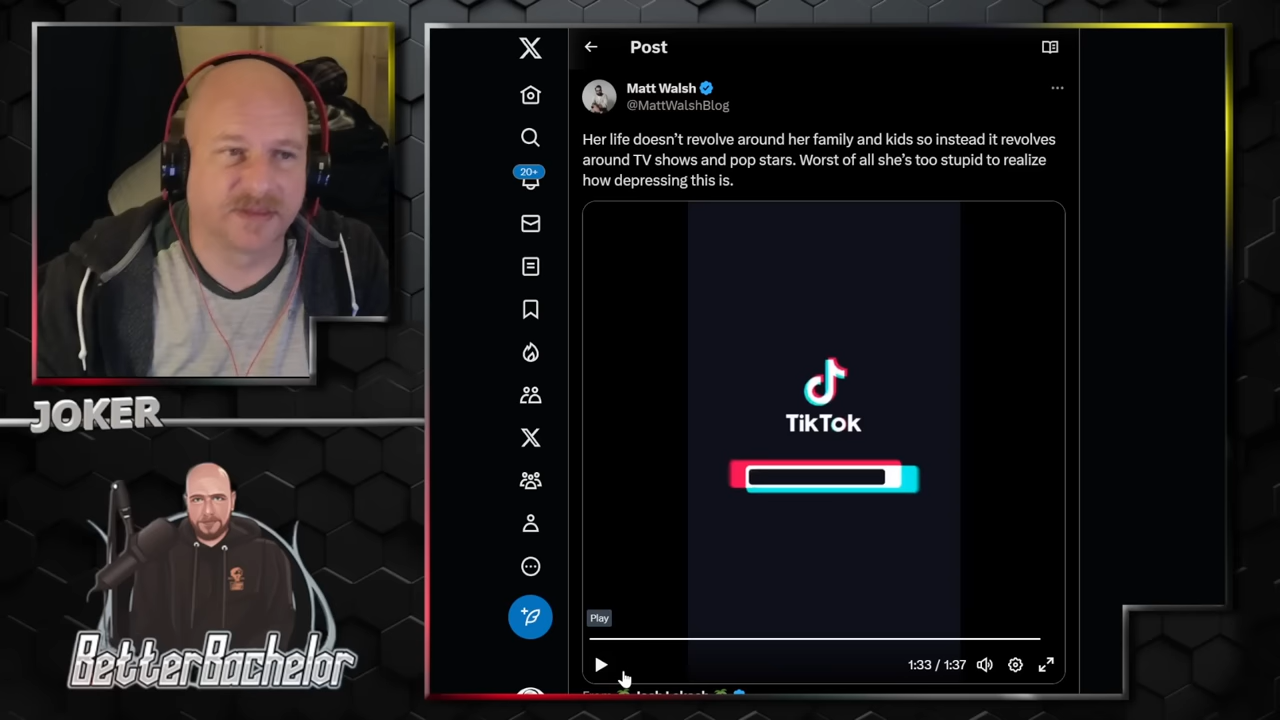 JOKER
BetterBachelor
20+
Post
Matt Walsh
@MattWalshBlog
Her life doesn't revolve around her family and kids so instead it revolves
around TV shows and pop stars. Worst of all she's too stupid to realize
how depressing this is.
TikTok
Play
1:33 / 1:37
From